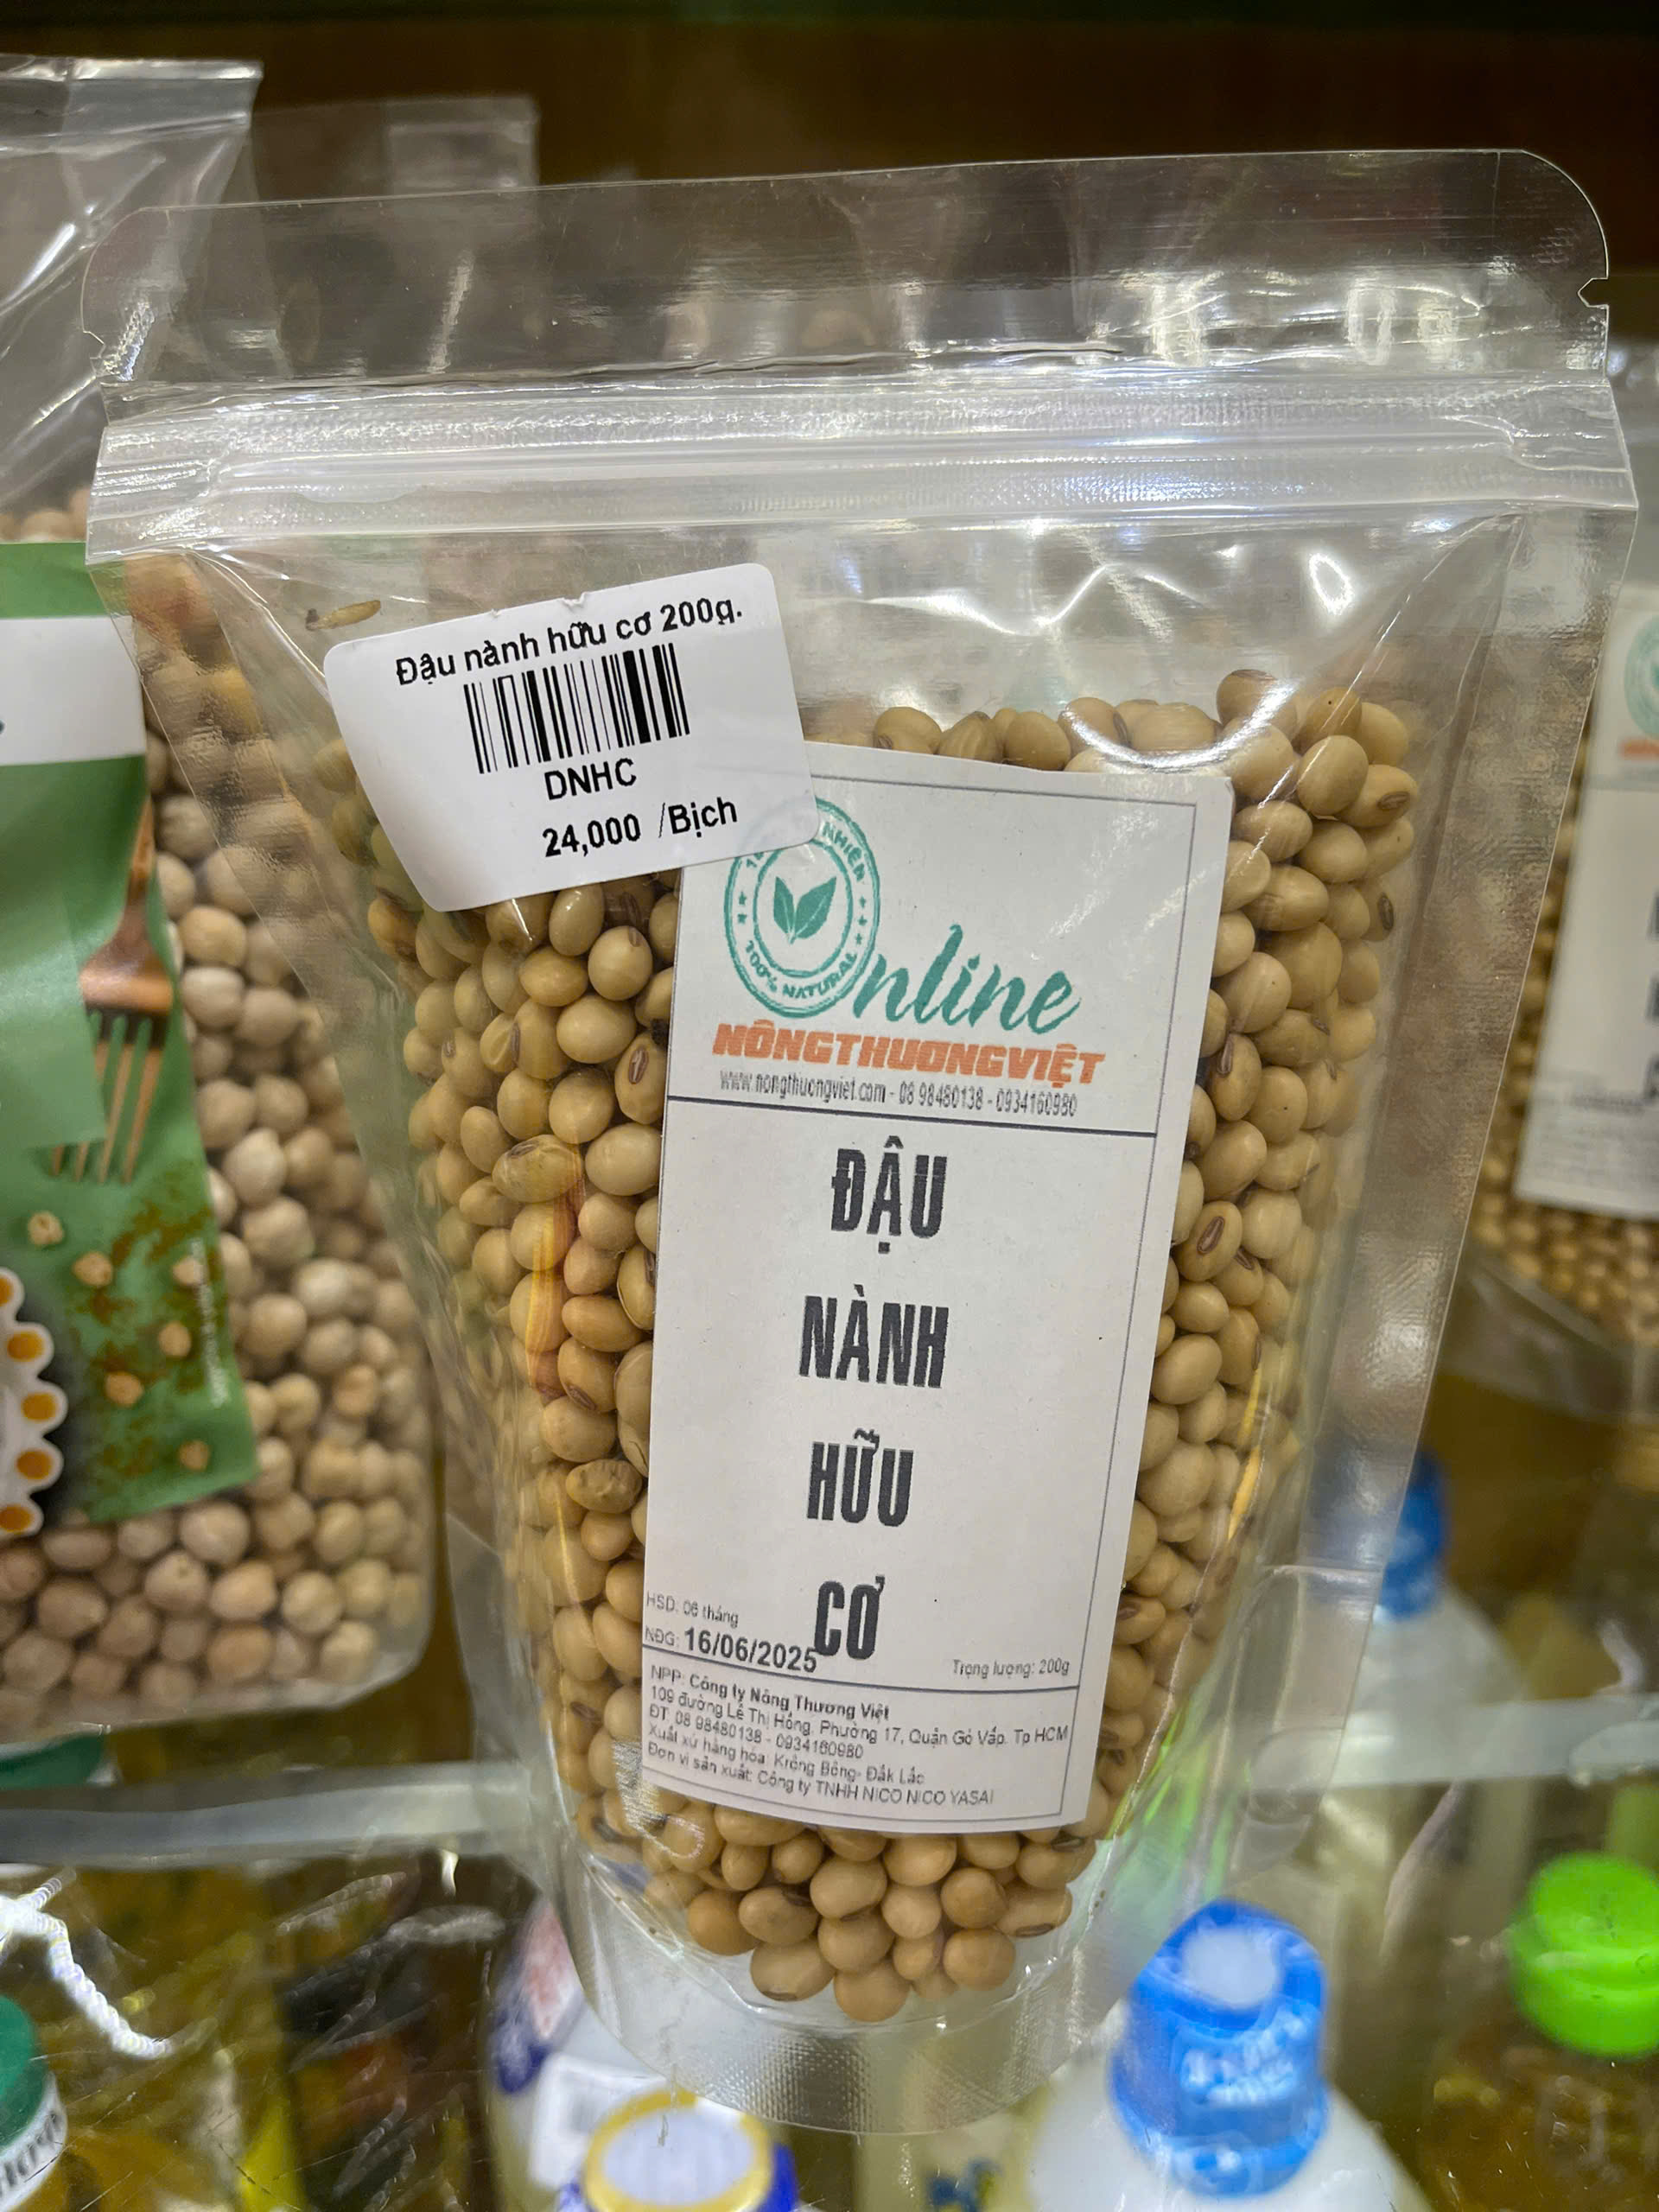 Đậu nành hữu cơ 200g.
DNHC
24,000 /Bịch
NHIÊN
100% NATURAL
Online
NÔNGTHUONGVIỆT
www.nongthuongviet.com - 08 98480138 - 0934160980
ĐẬU
NÀNH
HỮU
CƠ
HSD: 06 tháng
NĐG: 16/06/2025
Trọng lượng: 200g
NPP: Công ty Nông Thương Việt
109 đường Lê Thị Hồng, Phường 17, Quận Gò Vấp. Tp HCM
ĐT: 08 98480138 - 0934160980
Xuất xứ hàng hóa: Krông Bông- Đắk Lắc
Đơn vị sản xuất: Công ty TNHH NICO NICO YASAI